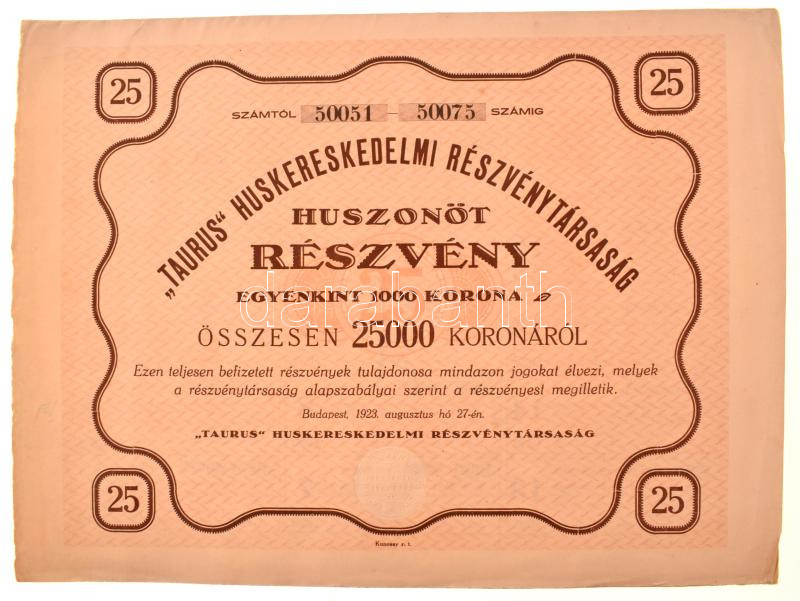 25 25
SZÁMTÓL 50051 — 50075 SZÁMIG
„TAURUS“ HUSKERESKEDELMI RÉSZVÉNYTÁRSASÁG
HUSZONÖT
RÉSZVÉNY
EGYENKINT 1000 KORONA
ÖSSZESEN 25000 KORONÁRÓL
darabanth
Ezen teljesen befizetett részvények tulajdonosa mindazon jogokat élvezi, melyek
a részvénytársaság alapszabályai szerint a részvényest megilletik.
Budapest, 1923. augusztus hó 27-én.
„TAURUS“ HUSKERESKEDELMI RÉSZVÉNYTÁRSASÁG
25 25